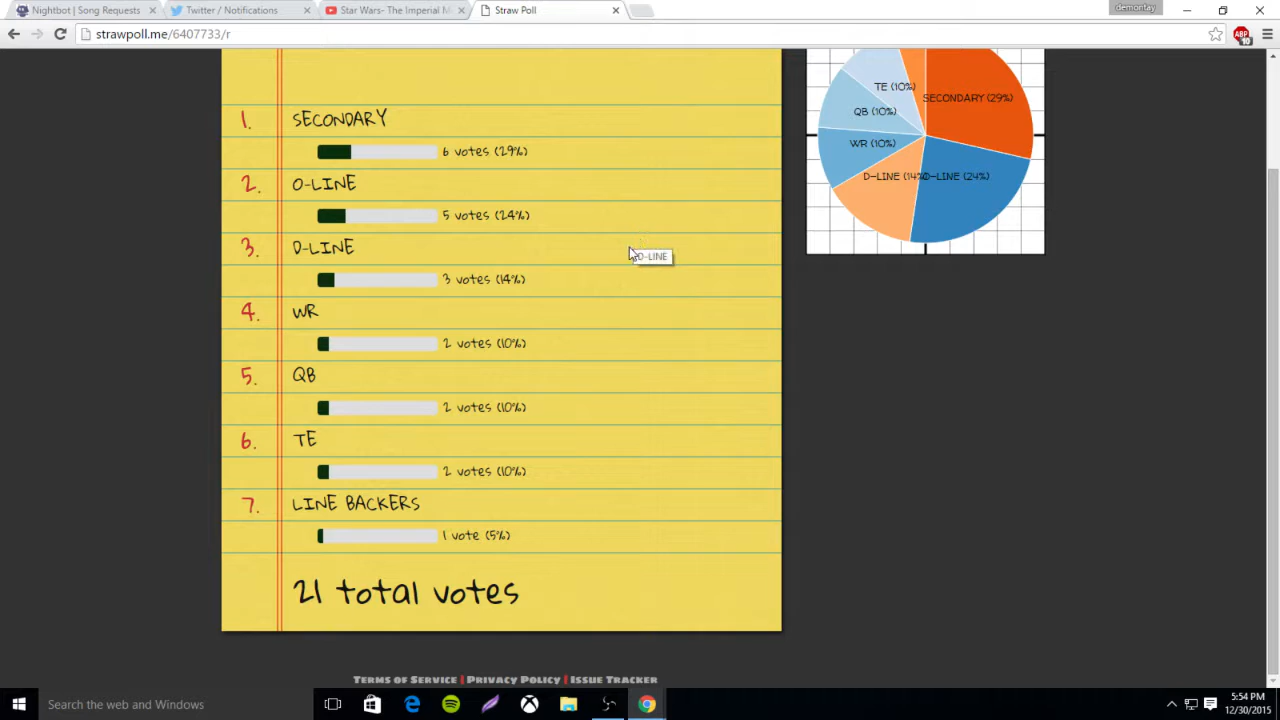 Nightbot | Song Requests
Twitter / Notifications
Star Wars- The Imperial M
Straw Poll
demontay
strawpoll.me/6407733/r
ABP
10
1. SECONDARY
6 votes (29%)
2. O-LINE
5 votes (24%)
3. D-LINE
3 votes (14%)
4. WR
2 votes (10%)
5. QB
2 votes (10%)
6. TE
2 votes (10%)
7. LINE BACKERS
1 vote (5%)
21 total votes
D-LINE
TE (10%)
SECONDARY (29%)
QB (10%)
WR (10%)
D-LINE (14%)
O-LINE (24%)
Terms of Service | Privacy Policy | Issue Tracker
Search the web and Windows
5:54 PM
12/30/2015